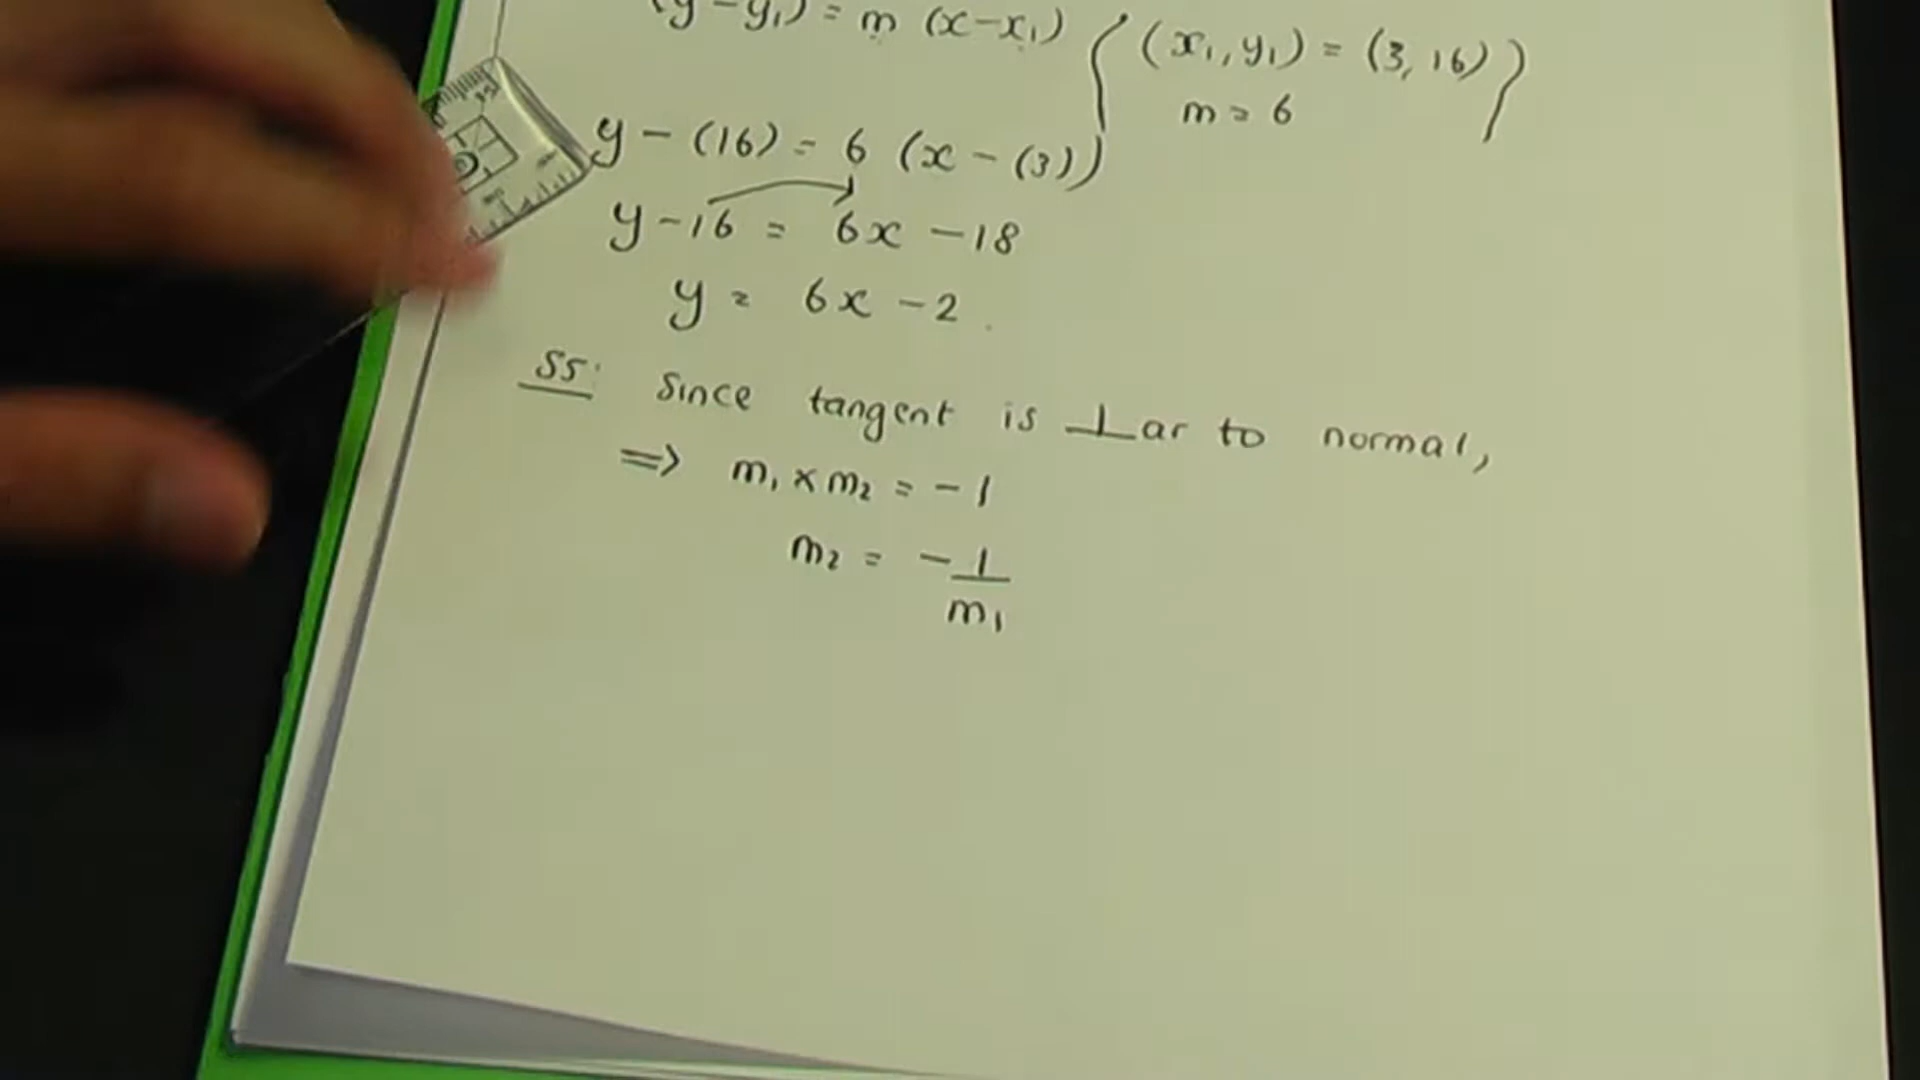 (y-y₁) = m (x-x₁) { (x₁, y₁) = (3, 16) }
m = 6
y - (16) = 6 (x - (3))
y - 16 = 6x - 18
y = 6x - 2
S5: Since tangent is ⊥ar to normal,
=> m₁ × m₂ = -1
m₂ = - 1/m₁